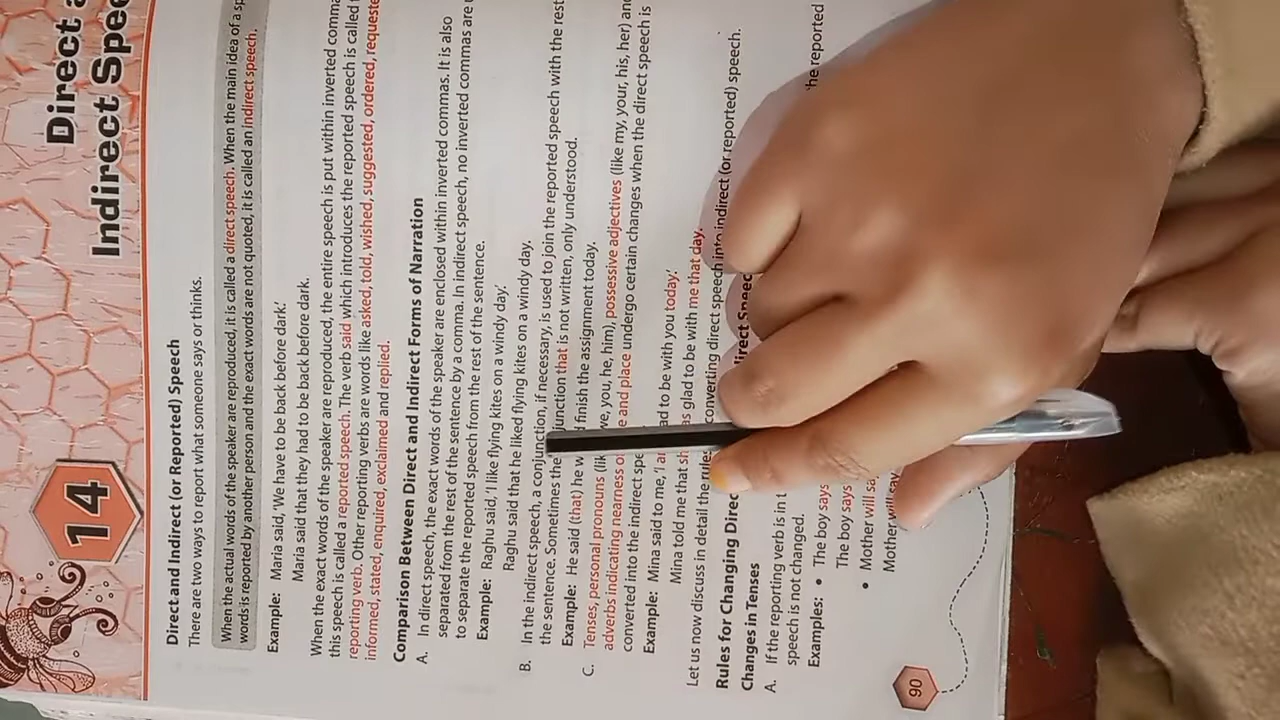 14
Direct a
Indirect Spee
Direct and Indirect (or Reported) Speech
There are two ways to report what someone says or thinks.
When the actual words of the speaker are reproduced, it is called a direct speech. When the main idea of a sp
words is reported by another person and the exact words are not quoted, it is called an indirect speech.
Example: Maria said, 'We have to be back before dark.'
Maria said that they had to be back before dark.
When the exact words of the speaker are reproduced, the entire speech is put within inverted comma
this speech is called a reported speech. The verb said which introduces the reported speech is called t
reporting verb. Other reporting verbs are words like asked, told, wished, suggested, ordered, requeste
informed, stated, enquired, exclaimed and replied.
Comparison Between Direct and Indirect Forms of Narration
A. In direct speech, the exact words of the speaker are enclosed within inverted commas. It is also
separated from the rest of the sentence by a comma. In indirect speech, no inverted commas are
to separate the reported speech from the rest of the sentence.
Example: Raghu said, 'I like flying kites on a windy day.'
Raghu said that he liked flying kites on a windy day.
B. In the indirect speech, a conjunction, if necessary, is used to join the reported speech with the rest
the sentence. Sometimes the junction that is not written, only understood.
Example: He said (that) he w d finish the assignment today.
C. Tenses, personal pronouns (lik ve, you, he, him), possessive adjectives (like my, your, his, her) and
adverbs indicating nearness o e and place undergo certain changes when the direct speech is
converted into the indirect spe
Example: Mina said to me, 'I a ad to be with you today.'
Mina told me that sh as glad to be with me that day.
Let us now discuss in detail the rule converting direct speech into indirect (or reported) speech.
Rules for Changing Direc irect Speec
Changes in Tenses
A. If the reporting verb is in t he reported
speech is not changed.
Examples: • The boy says
The boy says
• Mother will sa
Mother will say
90